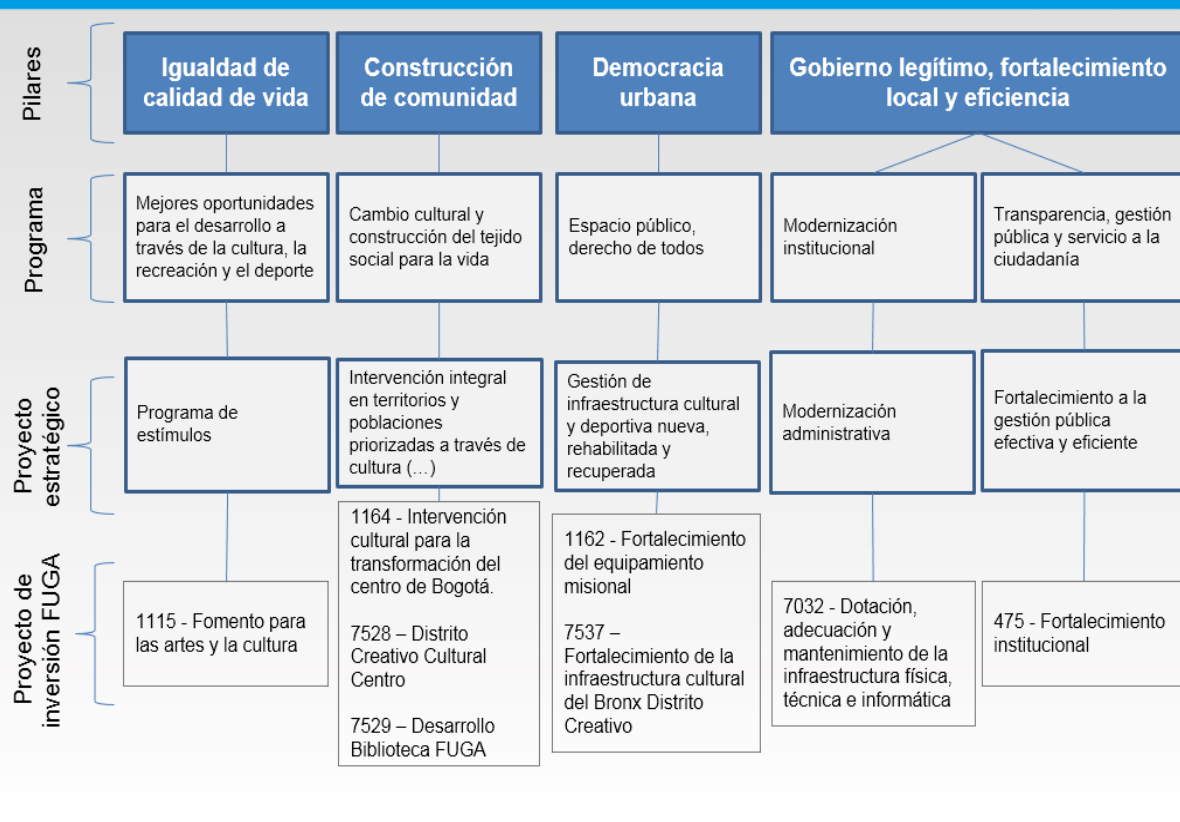 Pilares
Igualdad de
calidad de vida
Construcción
de comunidad
Democracia
urbana
Gobierno legítimo, fortalecimiento
local y eficiencia
Programa
Mejores oportunidades
para el desarrollo a
través de la cultura, la
recreación y el deporte
Cambio cultural y
construcción del tejido
social para la vida
Espacio público,
derecho de todos
Modernización
institucional
Transparencia, gestión
pública y servicio a la
ciudadanía
Proyecto
estratégico
Programa de
estímulos
Intervención integral
en territorios y
poblaciones
priorizadas a través de
cultura (…)
Gestión de
infraestructura cultural
y deportiva nueva,
rehabilitada y
recuperada
Modernización
administrativa
Fortalecimiento a la
gestión pública
efectiva y eficiente
Proyecto de
inversión FUGA
1115 - Fomento para
las artes y la cultura
1164 - Intervención
cultural para la
transformación del
centro de Bogotá.
7528 – Distrito
Creativo Cultural
Centro
7529 – Desarrollo
Biblioteca FUGA
1162 - Fortalecimiento
del equipamiento
misional
7537 –
Fortalecimiento de la
infraestructura cultural
del Bronx Distrito
Creativo
7032 - Dotación,
adecuación y
mantenimiento de la
infraestructura física,
técnica e informática
475 - Fortalecimiento
institucional